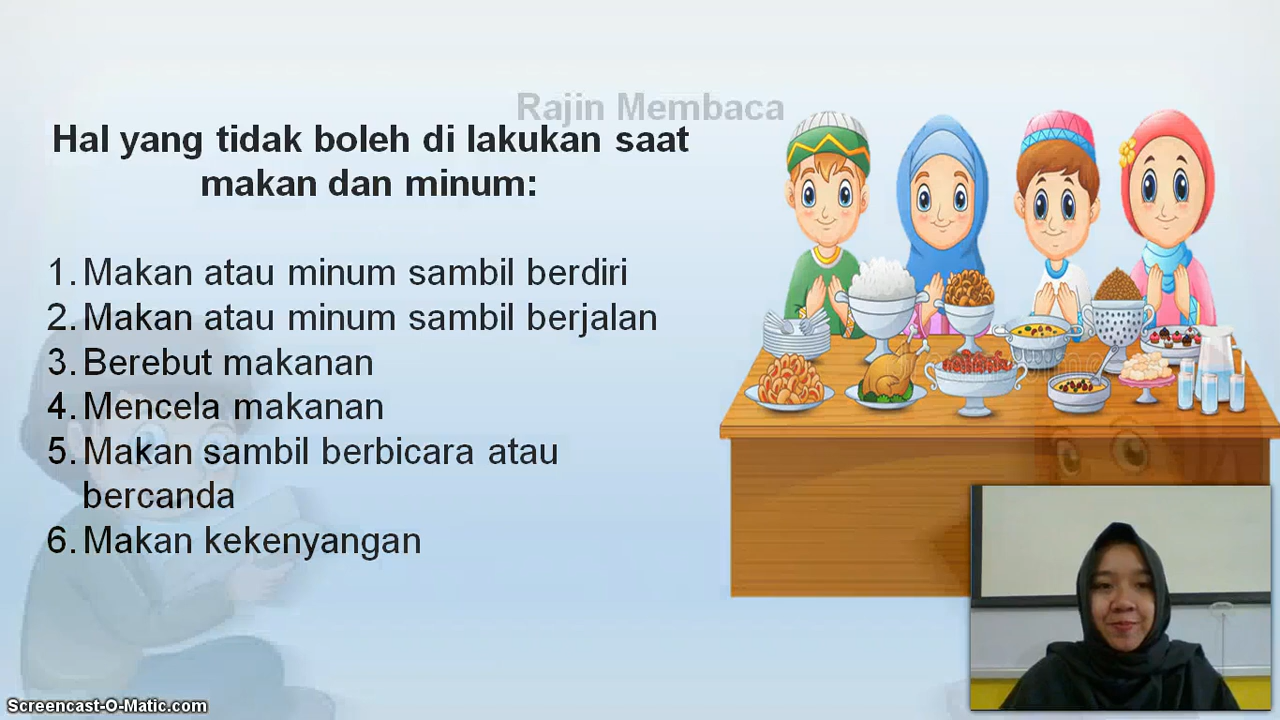 Rajin Membaca
Hal yang tidak boleh di lakukan saat
makan dan minum:
1. Makan atau minum sambil berdiri
2. Makan atau minum sambil berjalan
3. Berebut makanan
4. Mencela makanan
5. Makan sambil berbicara atau
bercanda
6. Makan kekenyangan
Screencast-O-Matic.com